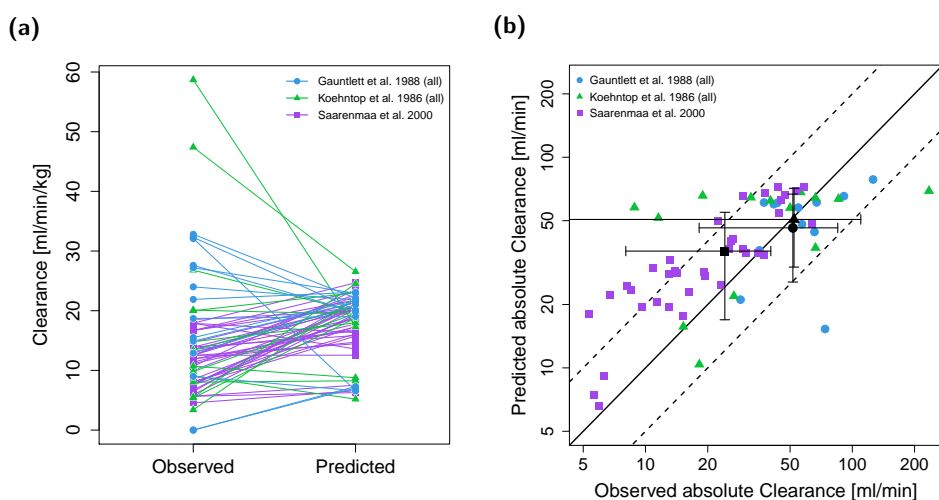 (a)
Clearance [ml/min/kg]
60
50
40
30
20
10
0
Gauntlett et al. 1988 (all)
Koehntop et al. 1986 (all)
Saarenmaa et al. 2000
Observed
Predicted
(b)
Predicted absolute Clearance [ml/min]
200
100
50
20
10
5
Gauntlett et al. 1988 (all)
Koehntop et al. 1986 (all)
Saarenmaa et al. 2000
5
10
20
50
100
200
Observed absolute Clearance [ml/min]